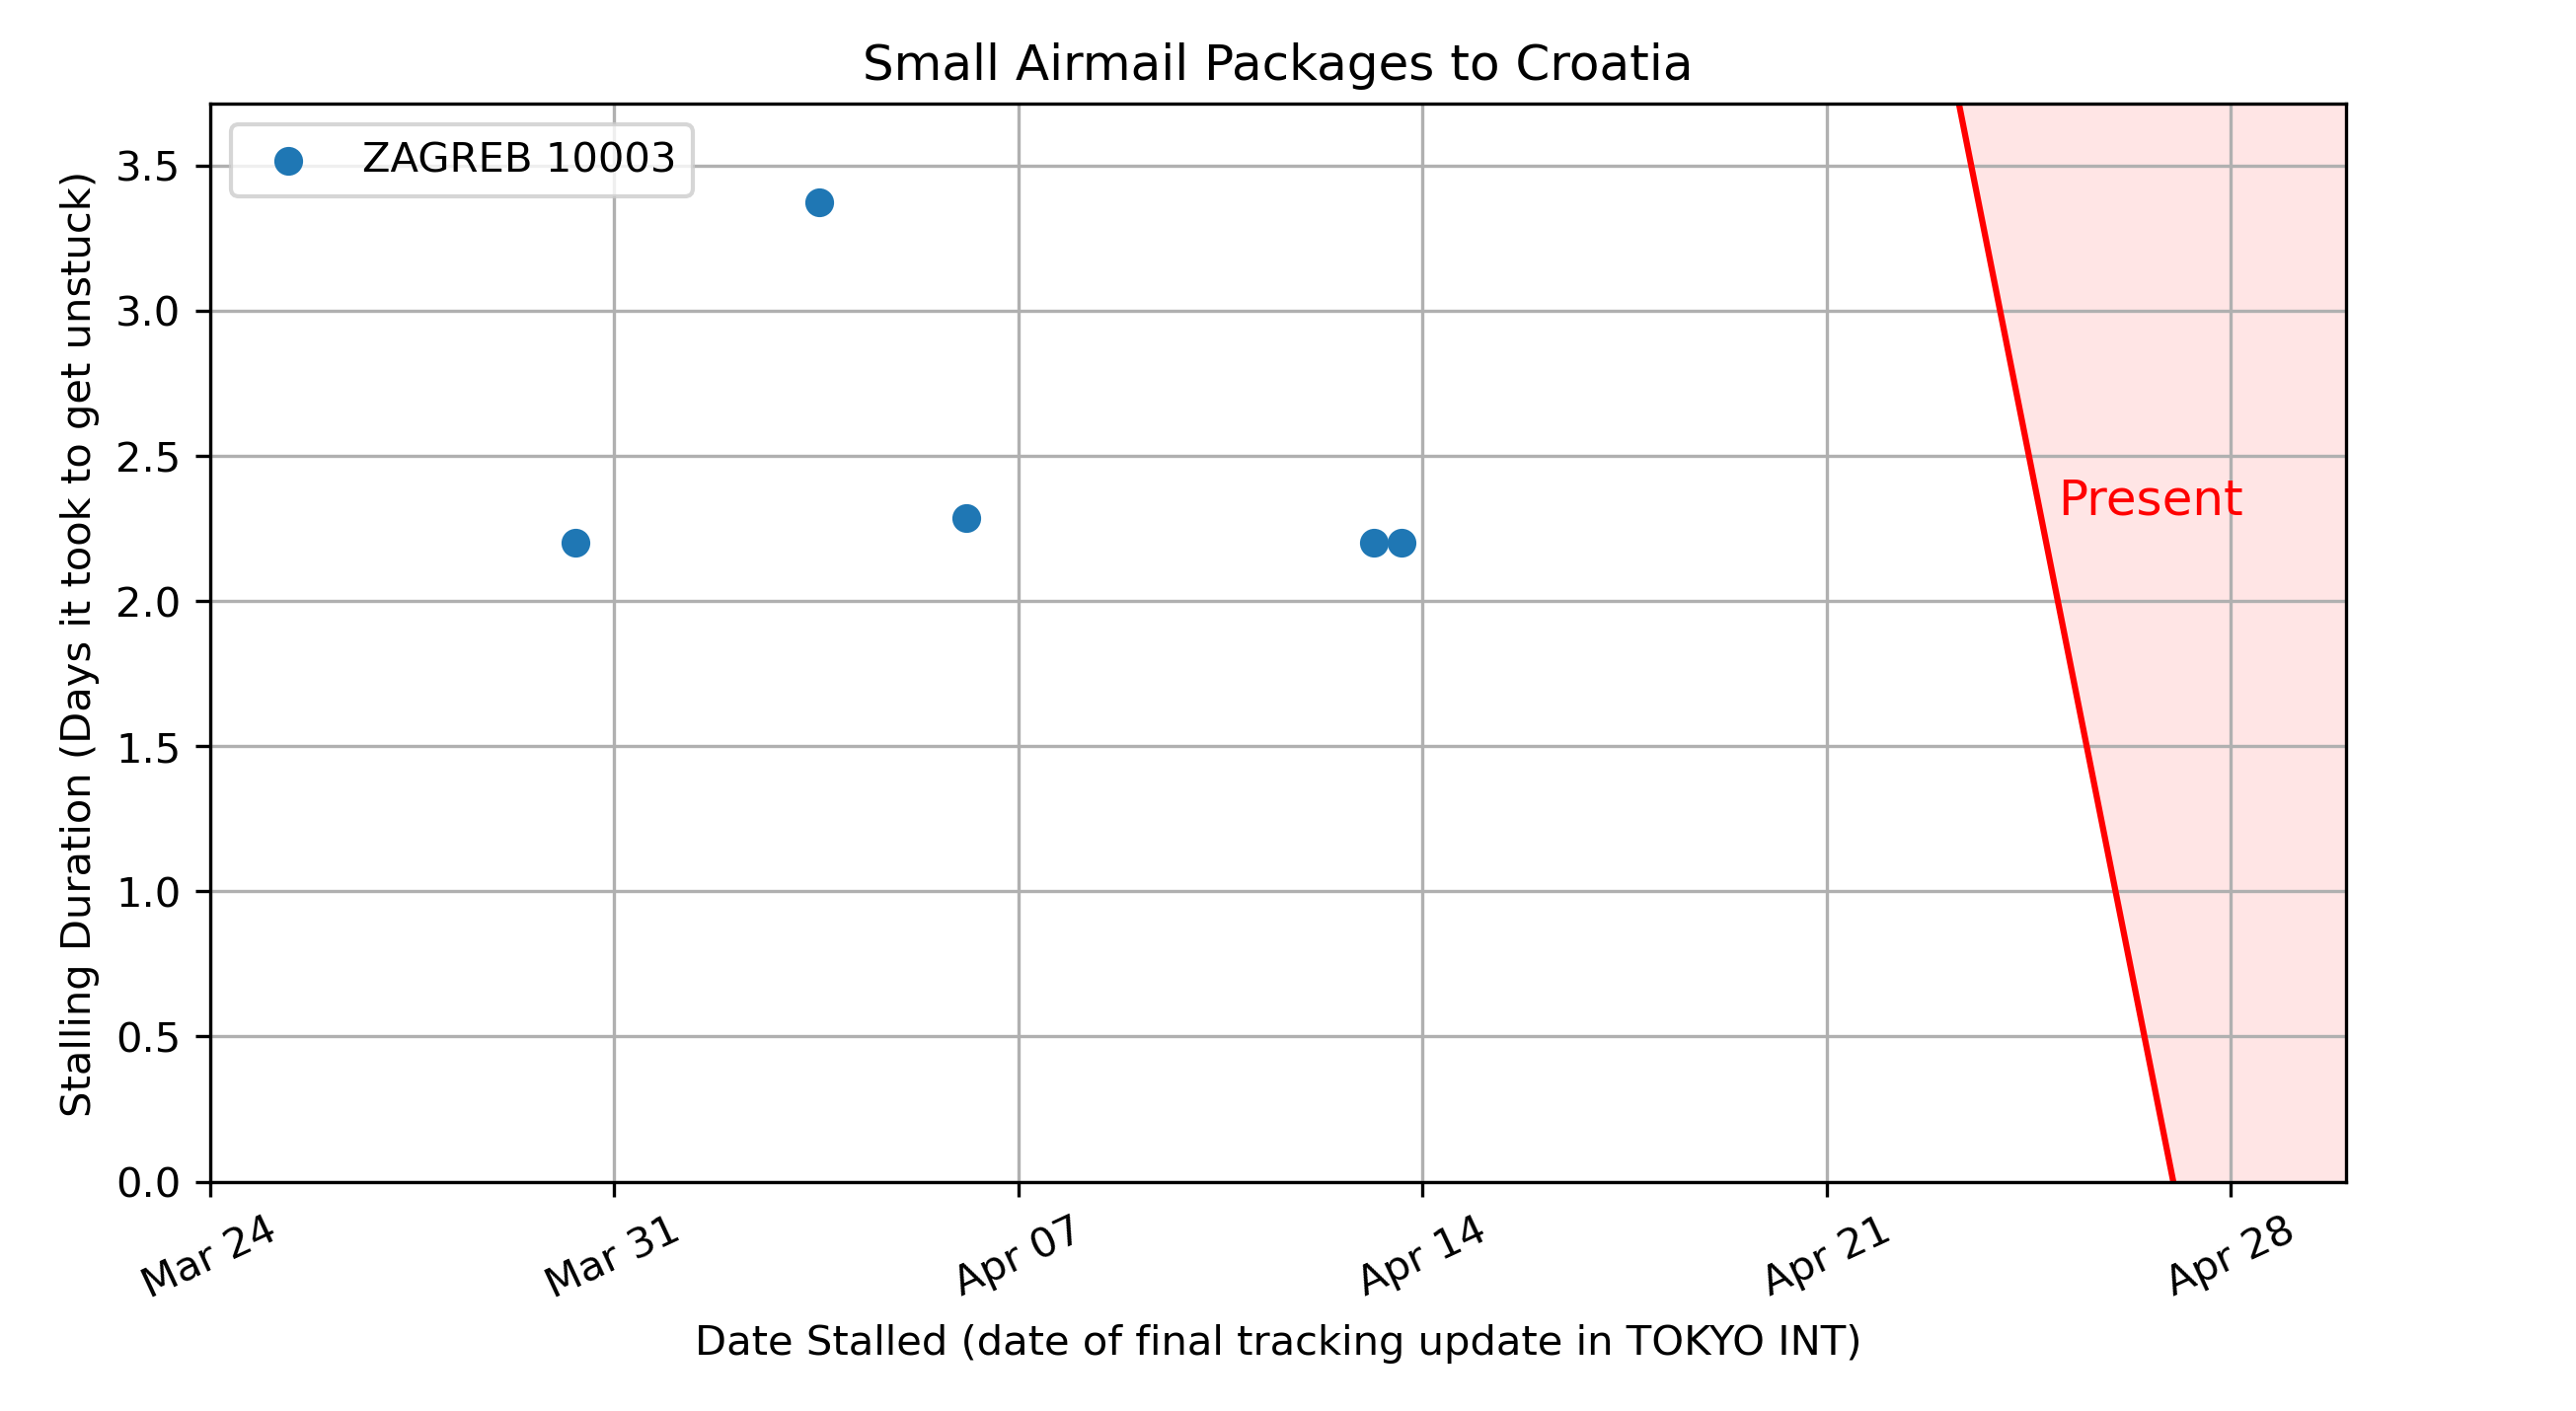 Small Airmail Packages to Croatia
ZAGREB 10003
Stalling Duration (Days it took to get unstuck)
3.5
3.0
2.5
2.0
1.5
1.0
0.5
0.0
Present
Mar 24
Mar 31
Apr 07
Apr 14
Apr 21
Apr 28
Date Stalled (date of final tracking update in TOKYO INT)